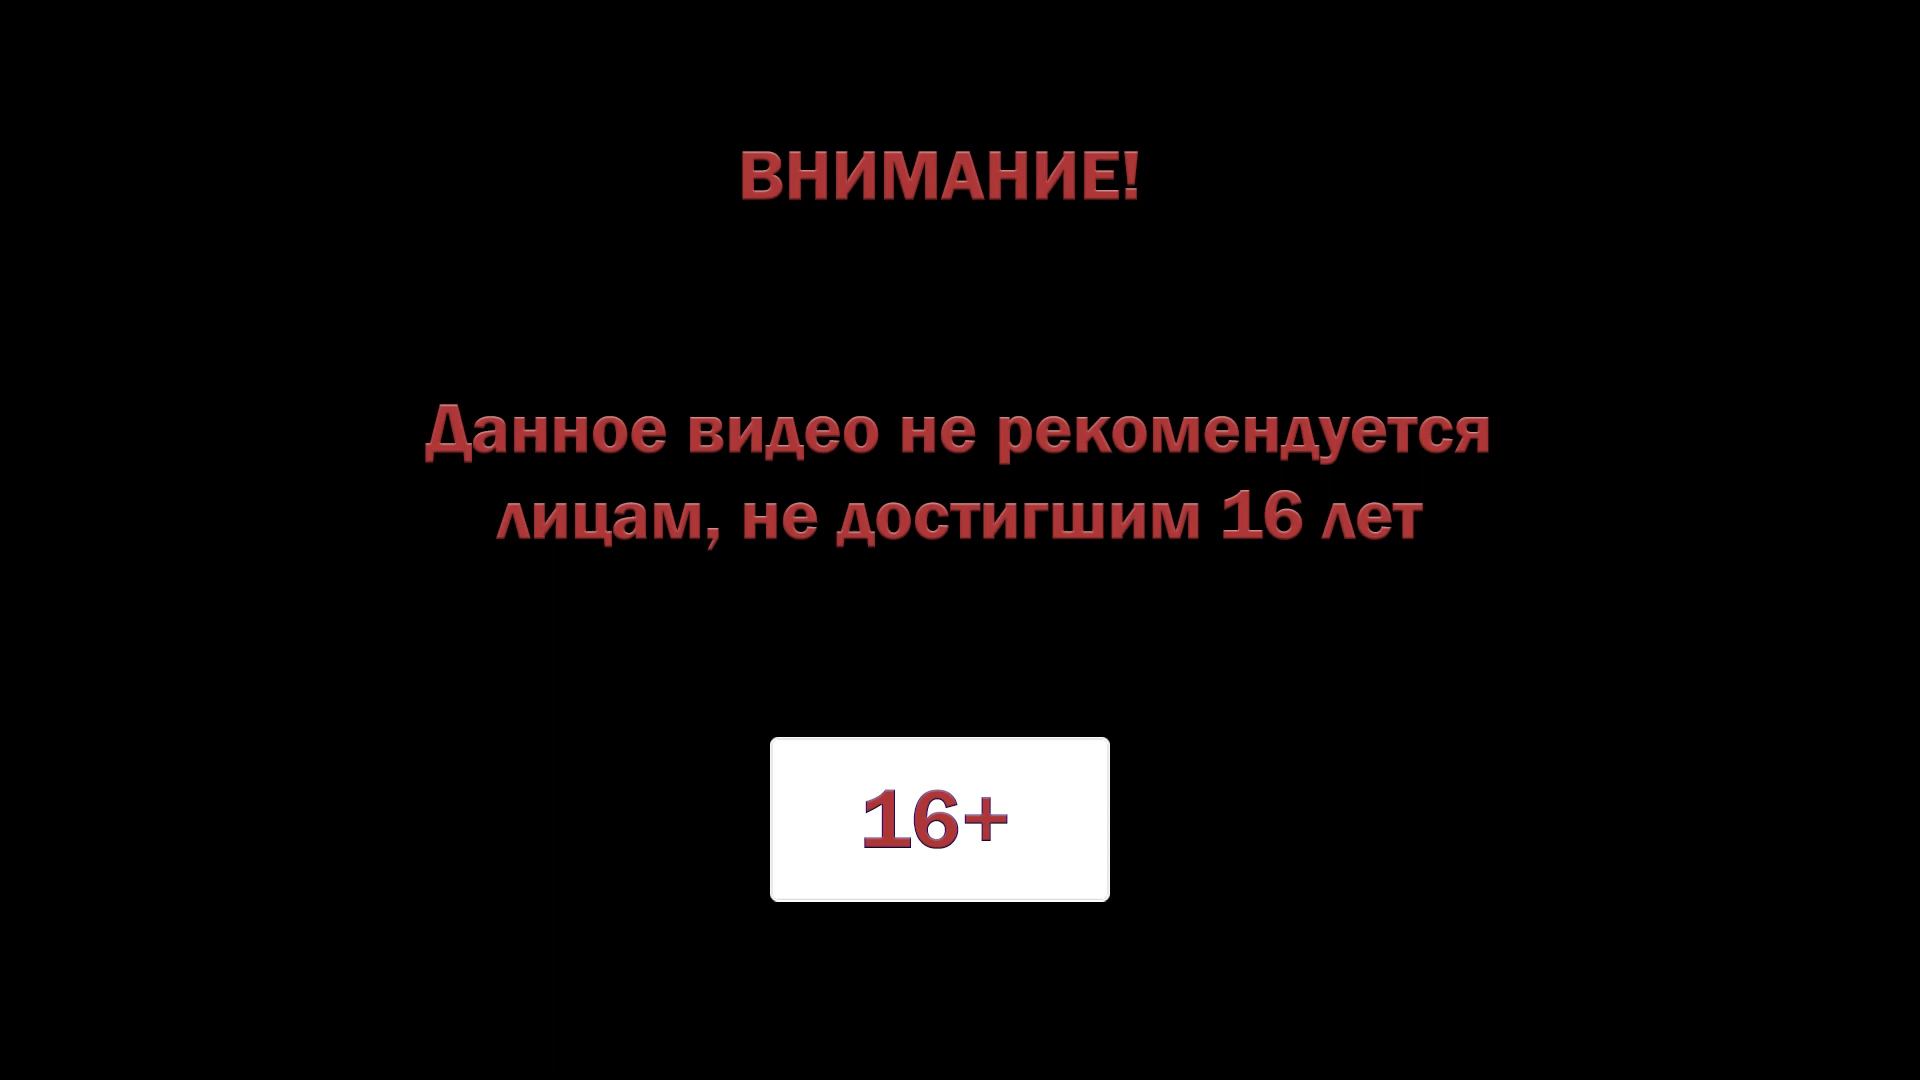 ВНИМАНИЕ!
Данное видео не рекомендуется
лицам, не достигшим 16 лет
16+